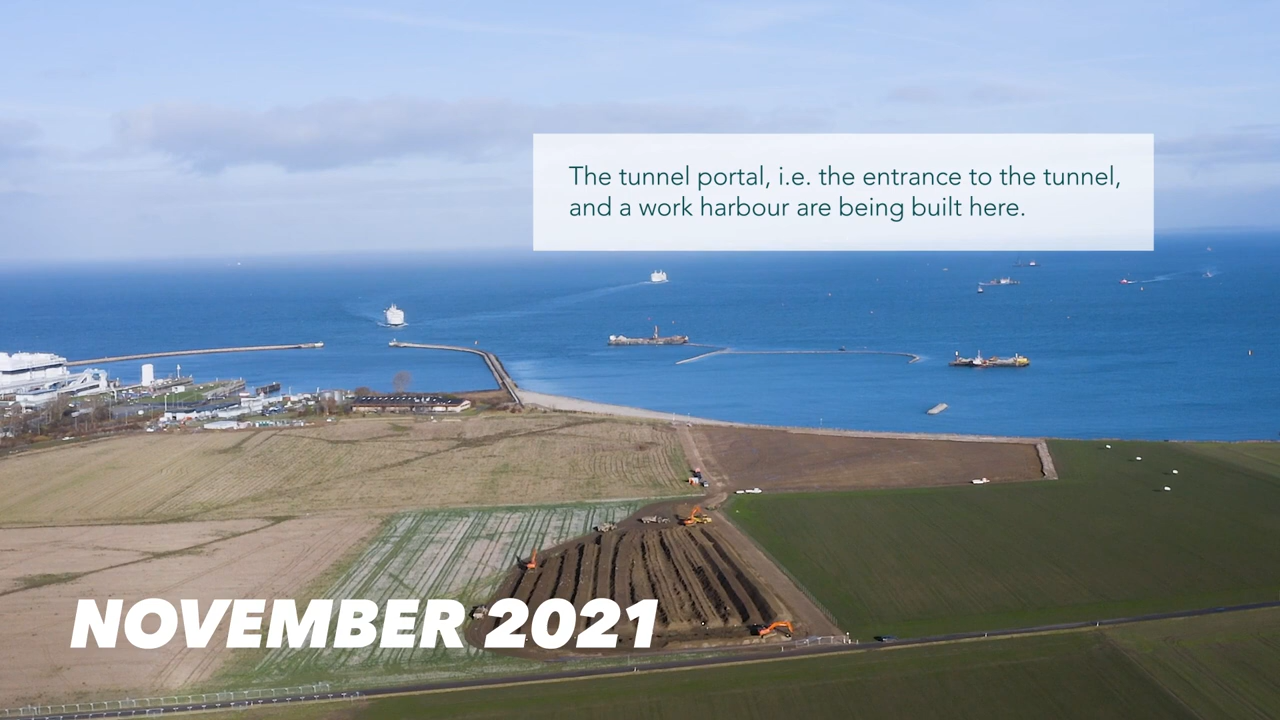 The tunnel portal, i.e. the entrance to the tunnel,
and a work harbour are being built here.
NOVEMBER 2021